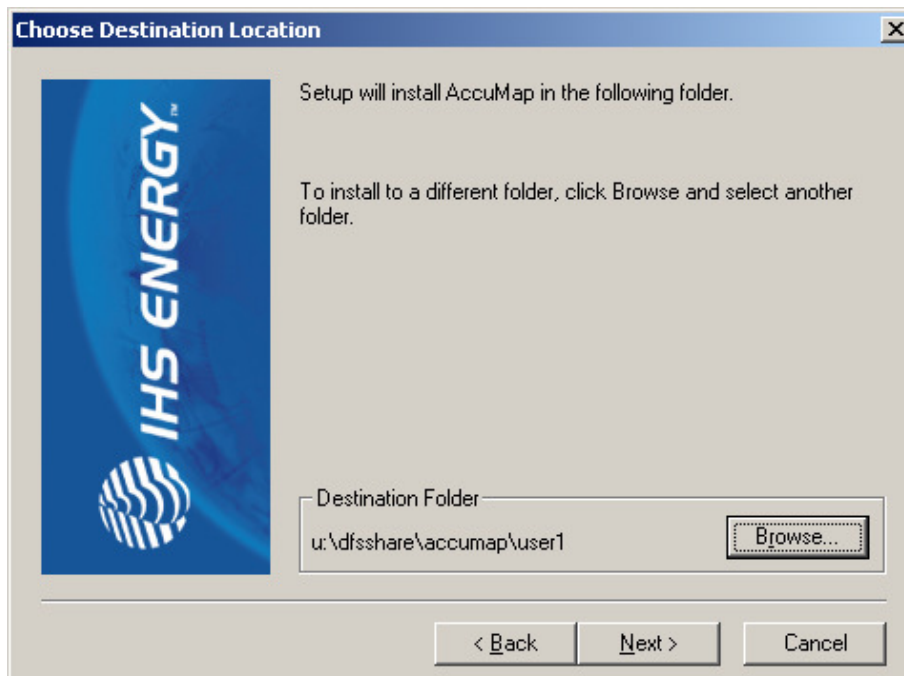 Choose Destination Location
IHS ENERGY™
Setup will install AccuMap in the following folder.
To install to a different folder, click Browse and select another
folder.
Destination Folder
u:\dfsshare\accumap\user1
Browse...
< Back
Next >
Cancel